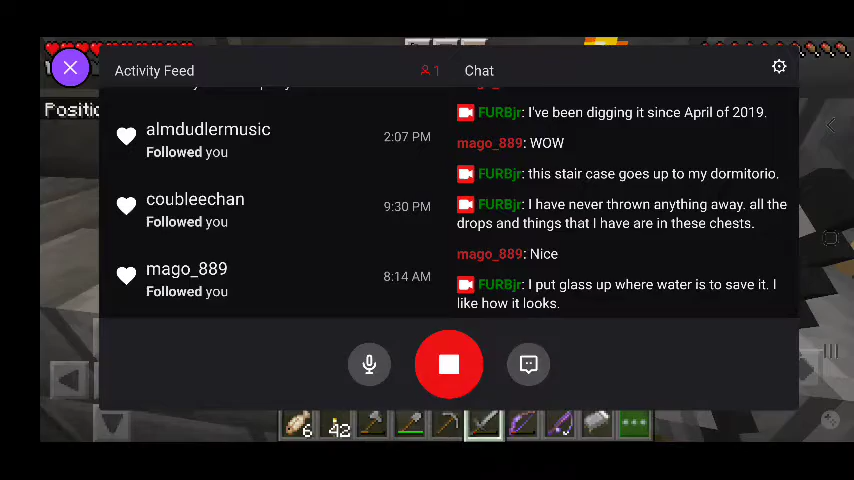 Activity Feed
1
Chat
almdudlermusic
Followed you
2:07 PM
coubleechan
Followed you
9:30 PM
mago_889
Followed you
8:14 AM
FURBjr: I've been digging it since April of 2019.
mago_889: WOW
FURBjr: this stair case goes up to my dormitorio.
FURBjr: I have never thrown anything away. all the
drops and things that I have are in these chests.
mago_889: Nice
FURBjr: I put glass up where water is to save it. I
like how it looks.
Positio
6
42